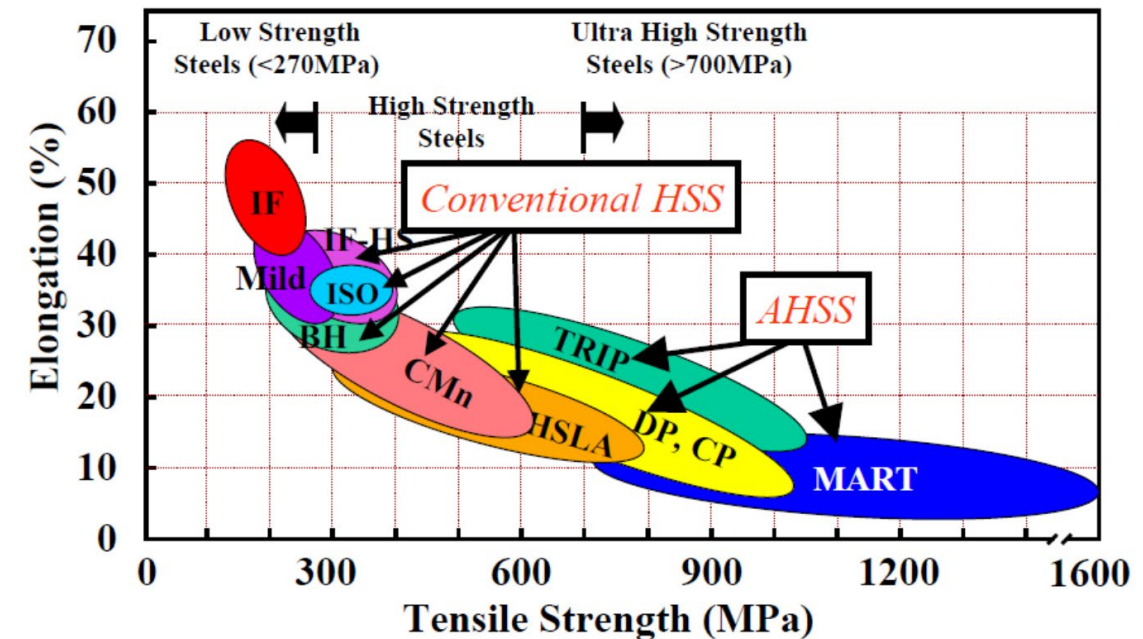 70
60
50
40
30
20
10
0
Elongation (%)
Low Strength
Steels (<270MPa)
High Strength
Steels
Ultra High Strength
Steels (>700MPa)
Conventional HSS
AHSS
IF
IF-HS
Mild
ISO
BH
CMn
HSLA
TRIP
DP, CP
MART
0
300
600
900
1200
1600
Tensile Strength (MPa)